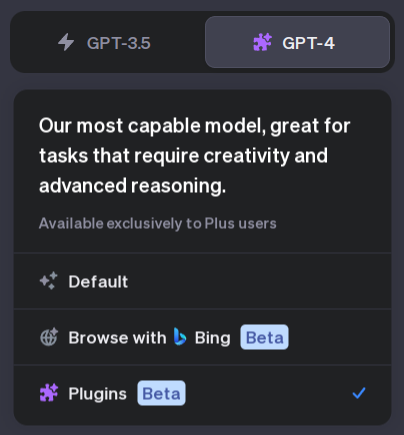 GPT-3.5
GPT-4
Our most capable model, great for
tasks that require creativity and
advanced reasoning.
Available exclusively to Plus users
Default
Browse with Bing Beta
Plugins Beta